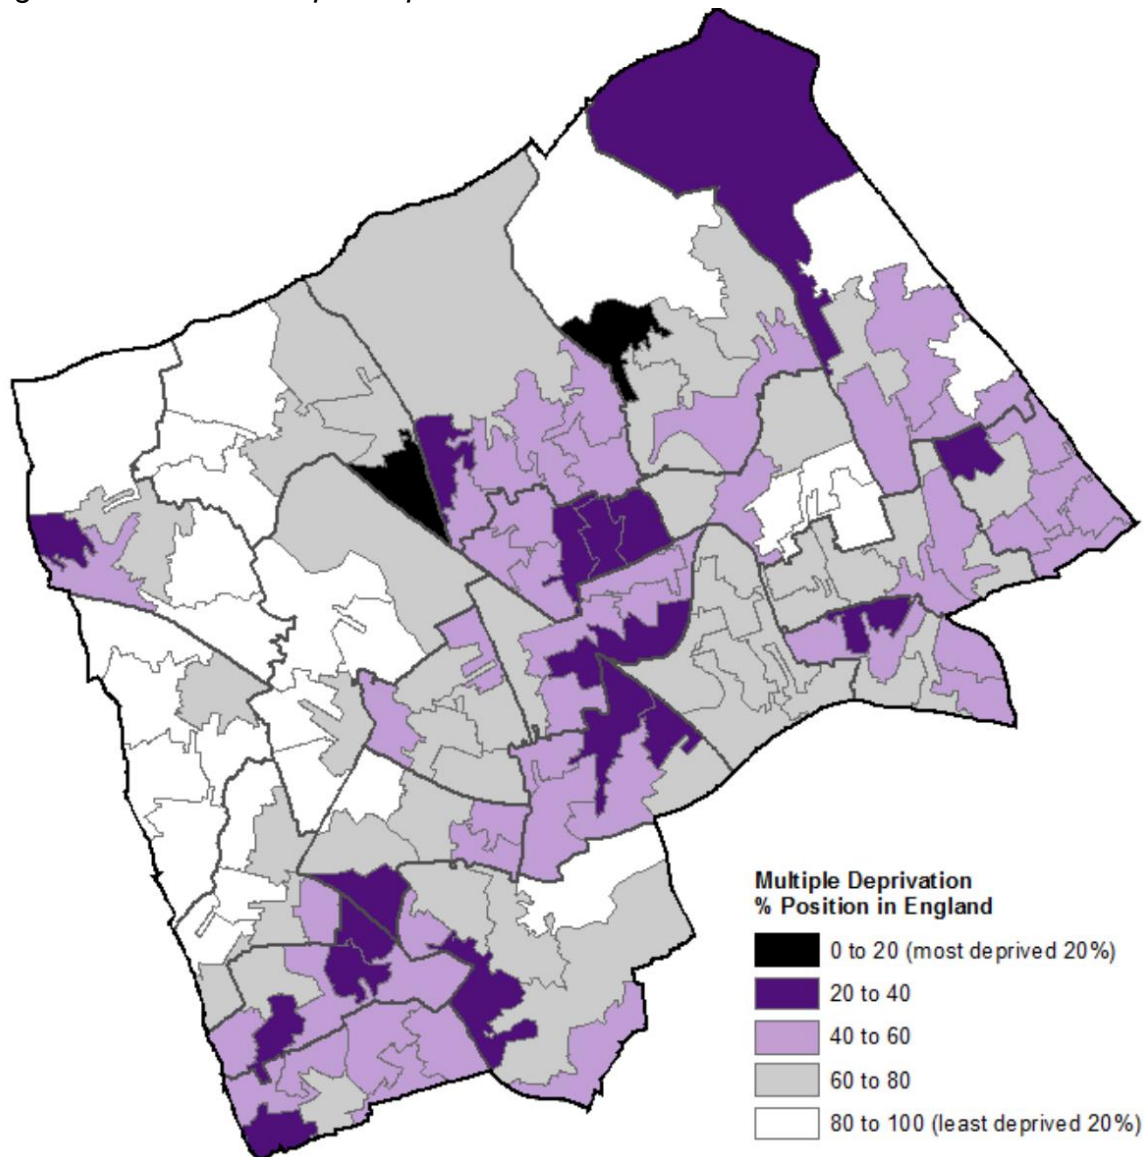 Multiple Deprivation
% Position in England
0 to 20 (most deprived 20%)
20 to 40
40 to 60
60 to 80
80 to 100 (least deprived 20%)